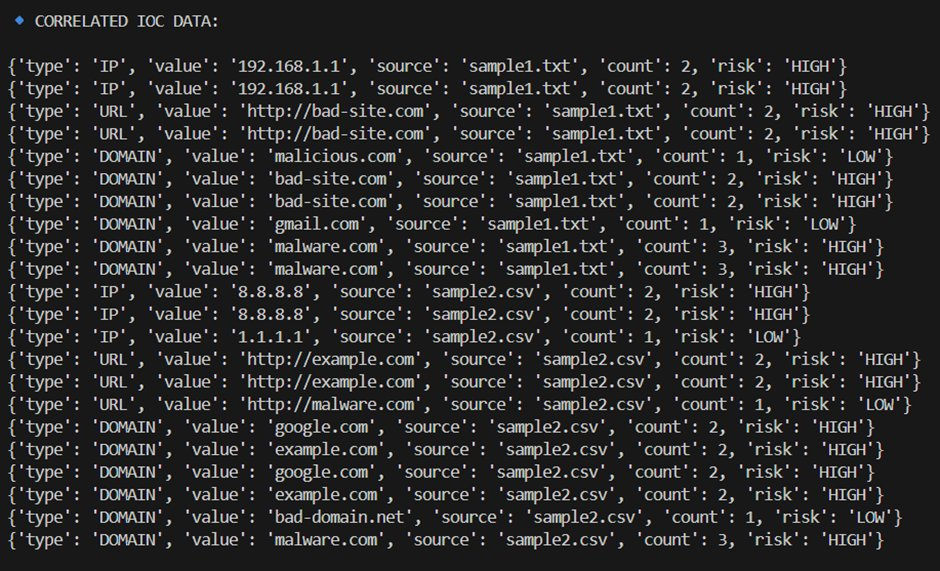 🔹 CORRELATED IOC DATA:
{'type': 'IP', 'value': '192.168.1.1', 'source': 'sample1.txt', 'count': 2, 'risk': 'HIGH'}
{'type': 'IP', 'value': '192.168.1.1', 'source': 'sample1.txt', 'count': 2, 'risk': 'HIGH'}
{'type': 'URL', 'value': 'http://bad-site.com', 'source': 'sample1.txt', 'count': 2, 'risk': 'HIGH'}
{'type': 'URL', 'value': 'http://bad-site.com', 'source': 'sample1.txt', 'count': 2, 'risk': 'HIGH'}
{'type': 'DOMAIN', 'value': 'malicious.com', 'source': 'sample1.txt', 'count': 1, 'risk': 'LOW'}
{'type': 'DOMAIN', 'value': 'bad-site.com', 'source': 'sample1.txt', 'count': 2, 'risk': 'HIGH'}
{'type': 'DOMAIN', 'value': 'bad-site.com', 'source': 'sample1.txt', 'count': 2, 'risk': 'HIGH'}
{'type': 'DOMAIN', 'value': 'gmail.com', 'source': 'sample1.txt', 'count': 1, 'risk': 'LOW'}
{'type': 'DOMAIN', 'value': 'malware.com', 'source': 'sample1.txt', 'count': 3, 'risk': 'HIGH'}
{'type': 'DOMAIN', 'value': 'malware.com', 'source': 'sample1.txt', 'count': 3, 'risk': 'HIGH'}
{'type': 'IP', 'value': '8.8.8.8', 'source': 'sample2.csv', 'count': 2, 'risk': 'HIGH'}
{'type': 'IP', 'value': '8.8.8.8', 'source': 'sample2.csv', 'count': 2, 'risk': 'HIGH'}
{'type': 'IP', 'value': '1.1.1.1', 'source': 'sample2.csv', 'count': 1, 'risk': 'LOW'}
{'type': 'URL', 'value': 'http://example.com', 'source': 'sample2.csv', 'count': 2, 'risk': 'HIGH'}
{'type': 'URL', 'value': 'http://example.com', 'source': 'sample2.csv', 'count': 2, 'risk': 'HIGH'}
{'type': 'URL', 'value': 'http://malware.com', 'source': 'sample2.csv', 'count': 1, 'risk': 'LOW'}
{'type': 'DOMAIN', 'value': 'google.com', 'source': 'sample2.csv', 'count': 2, 'risk': 'HIGH'}
{'type': 'DOMAIN', 'value': 'example.com', 'source': 'sample2.csv', 'count': 2, 'risk': 'HIGH'}
{'type': 'DOMAIN', 'value': 'google.com', 'source': 'sample2.csv', 'count': 2, 'risk': 'HIGH'}
{'type': 'DOMAIN', 'value': 'example.com', 'source': 'sample2.csv', 'count': 2, 'risk': 'HIGH'}
{'type': 'DOMAIN', 'value': 'bad-domain.net', 'source': 'sample2.csv', 'count': 1, 'risk': 'LOW'}
{'type': 'DOMAIN', 'value': 'malware.com', 'source': 'sample2.csv', 'count': 3, 'risk': 'HIGH'}